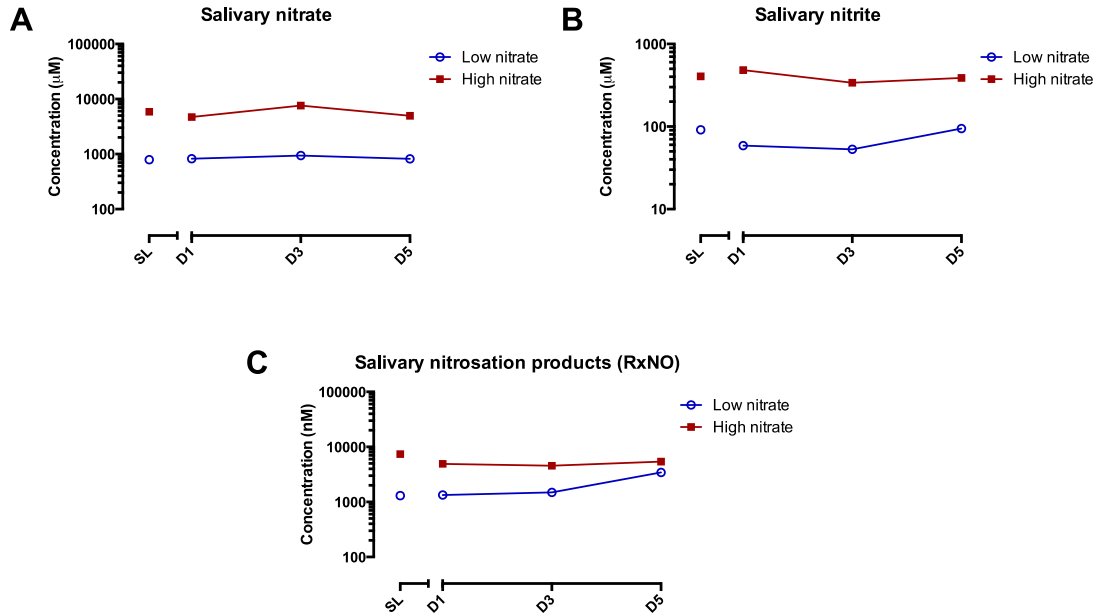 A
Salivary nitrate
Concentration (µM)
100000
10000
1000
100
SL
D1
D3
D5
Low nitrate
High nitrate
B
Salivary nitrite
Concentration (µM)
1000
100
10
SL
D1
D3
D5
Low nitrate
High nitrate
C
Salivary nitrosation products (RxNO)
Concentration (nM)
100000
10000
1000
100
SL
D1
D3
D5
Low nitrate
High nitrate